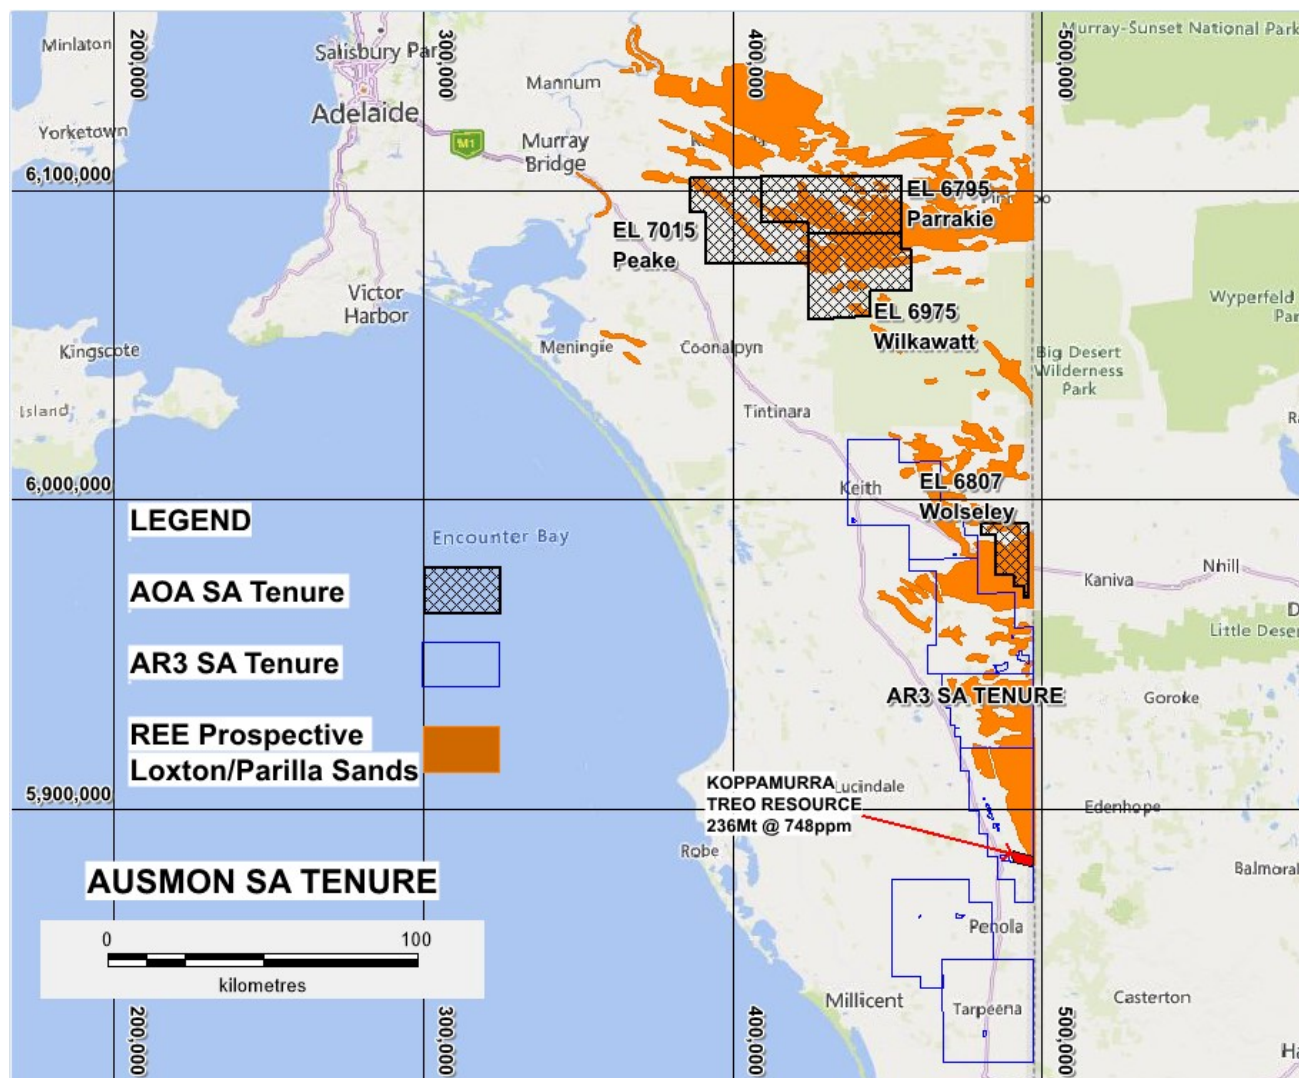 200,000
300,000
400,000
500,000
Murray-Sunset National Park
Minlaton
Salisbury Par
Mannum
Adelaide
Yorketown
M1
Murray
Bridge
6,100,000
EL 6795
Parrakie
EL 7015
Peake
Victor
Harbor
Wyperfeld
Par
EL 6975
Wilkawatt
Kingscote
Meningie
Coonalpyn
Big Desert
Wilderness
Park
Island
Tintinara
6,000,000
Keith
EL 6807
Wolseley
LEGEND
Encounter Bay
Nhill
Kaniva
AOA SA Tenure
Little Deser
AR3 SA Tenure
AR3 SA TENURE
Goroke
REE Prospective
Loxton/Parilla Sands
KOPPAMURRA
TREO RESOURCE
236Mt @ 748ppm
Lucindale
5,900,000
Edenhope
Robe
Balmoral
AUSMON SA TENURE
0
100
kilometres
Penola
Millicent
Tarpeena
Casterton
200,000
300,000
400,000
500,000